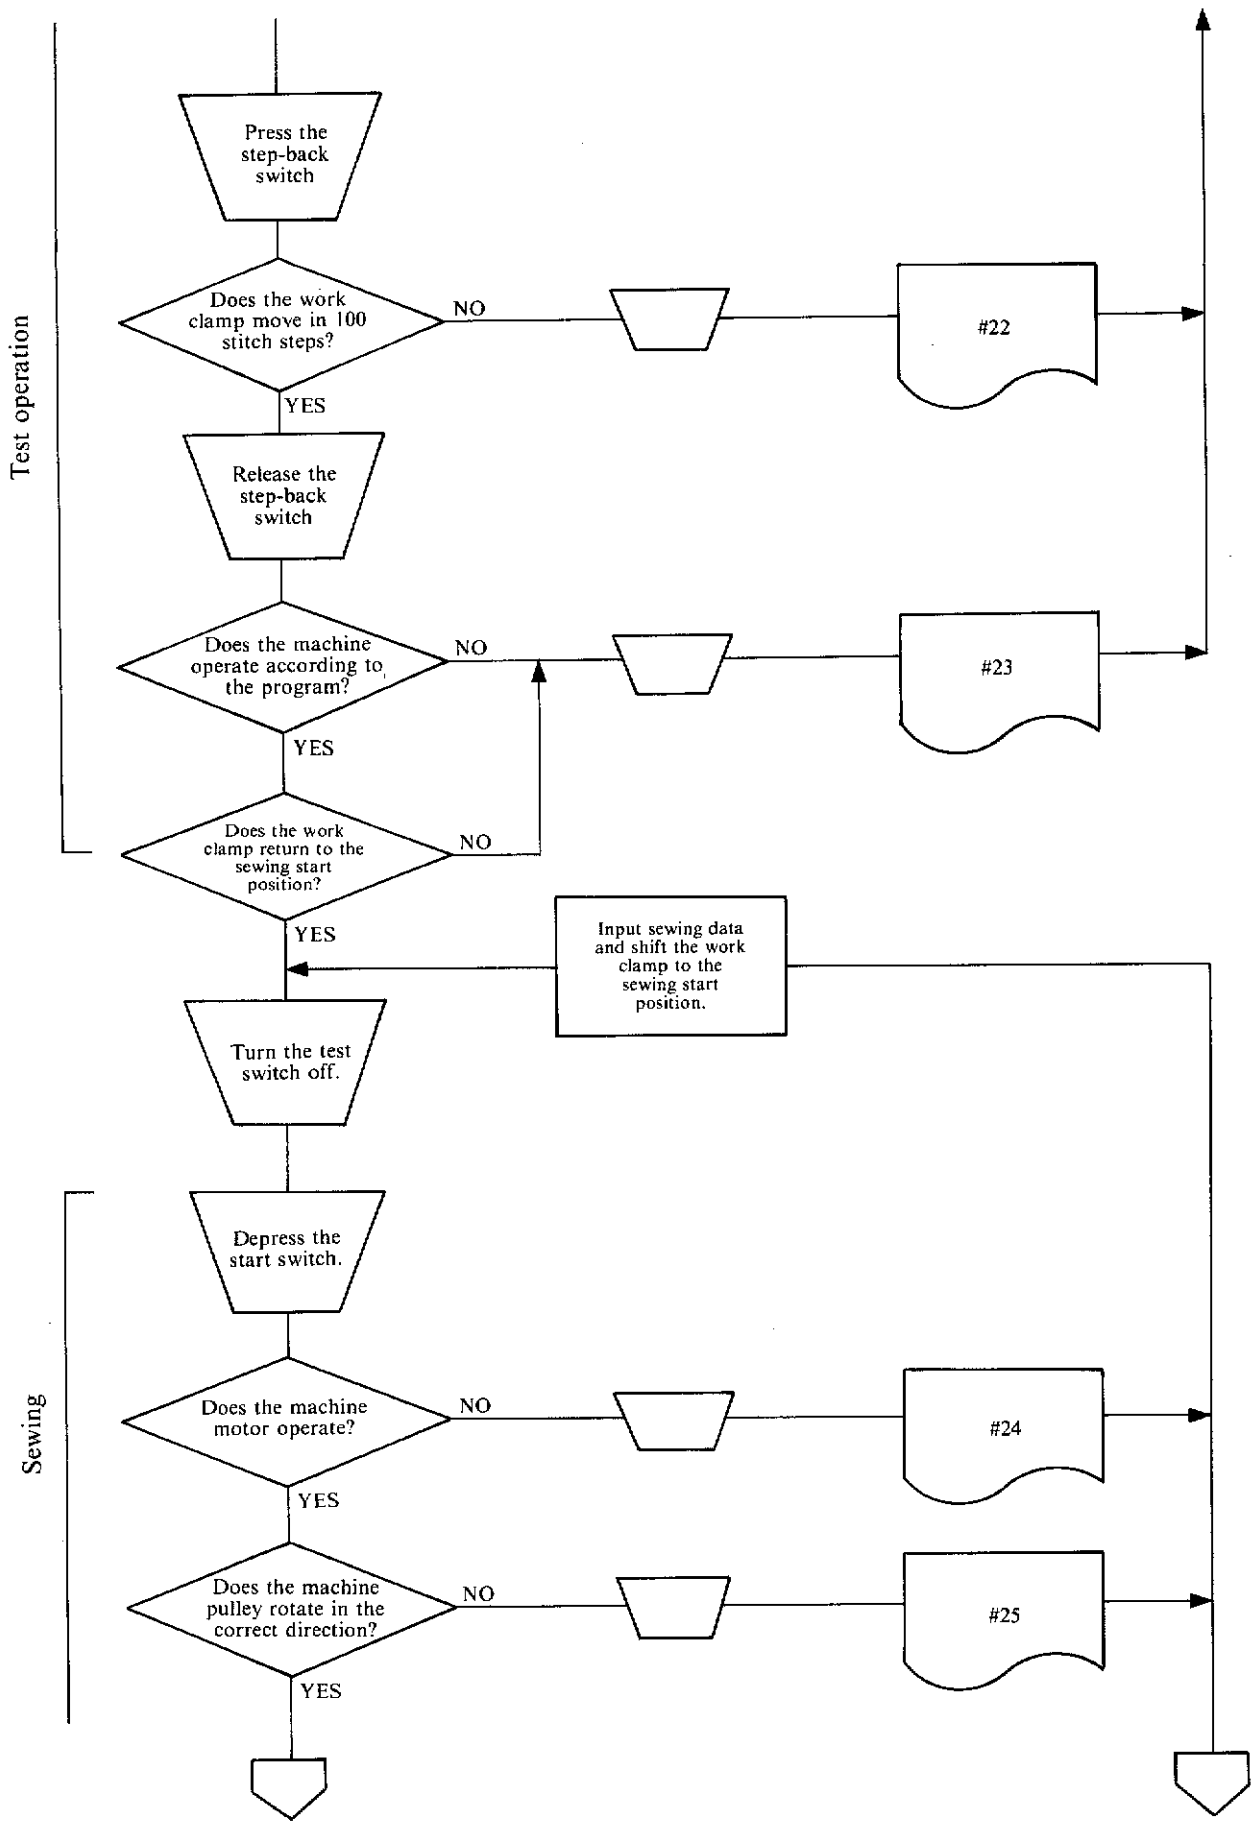 Test operation
Press the
step-back
switch
Does the work
clamp move in 100
stitch steps?
NO
#22
YES
Release the
step-back
switch
Does the machine
operate according to
the program?
NO
#23
YES
Does the work
clamp return to the
sewing start
position?
NO
YES
Input sewing data
and shift the work
clamp to the
sewing start
position.
Turn the test
switch off.
Sewing
Depress the
start switch.
Does the machine
motor operate?
NO
#24
YES
Does the machine
pulley rotate in the
correct direction?
NO
#25
YES